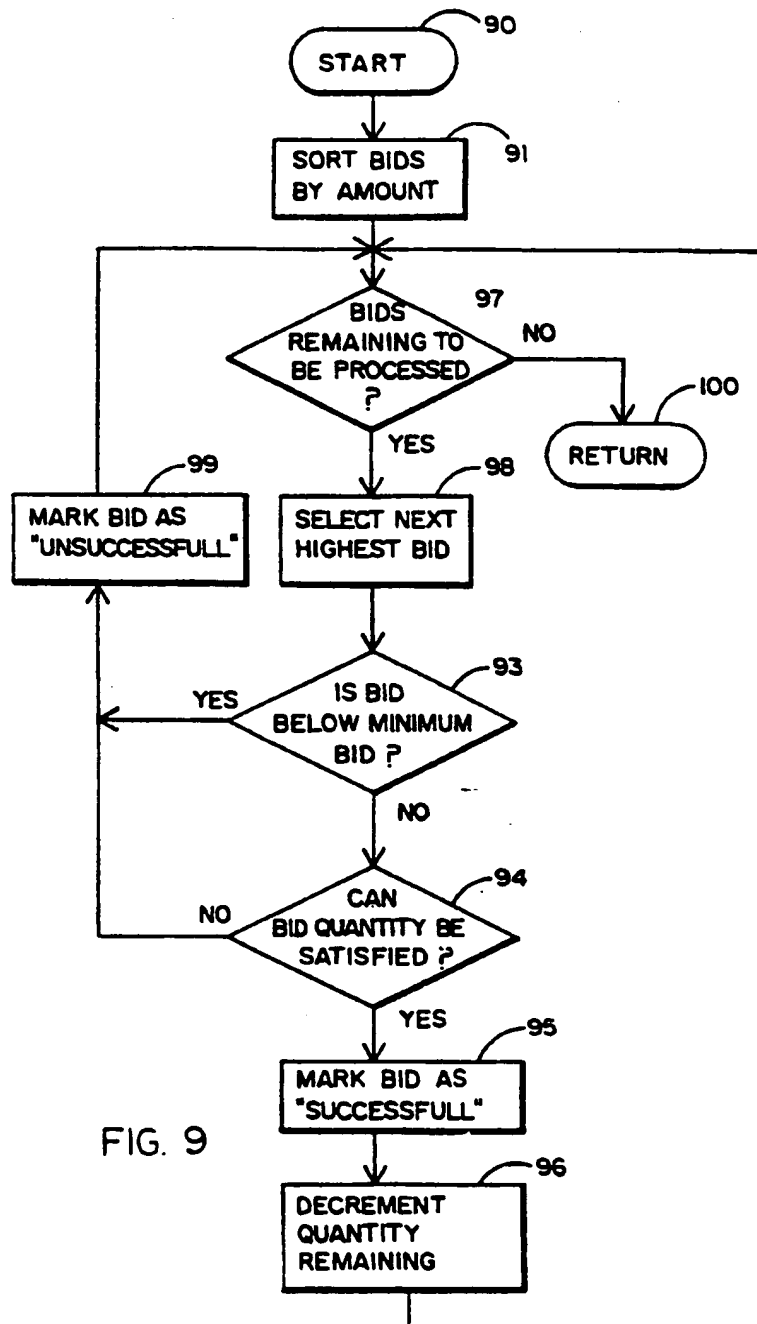 90
START
91
SORT BIDS
BY AMOUNT
97
BIDS
REMAINING TO
BE PROCESSED
?
NO
100
RETURN
YES
99
MARK BID AS
"UNSUCCESSFULL"
98
SELECT NEXT
HIGHEST BID
93
YES
IS BID
BELOW MINIMUM
BID ?
NO
94
NO
CAN
BID QUANTITY BE
SATISFIED ?
YES
95
MARK BID AS
"SUCCESSFULL"
FIG. 9
96
DECREMENT
QUANTITY
REMAINING